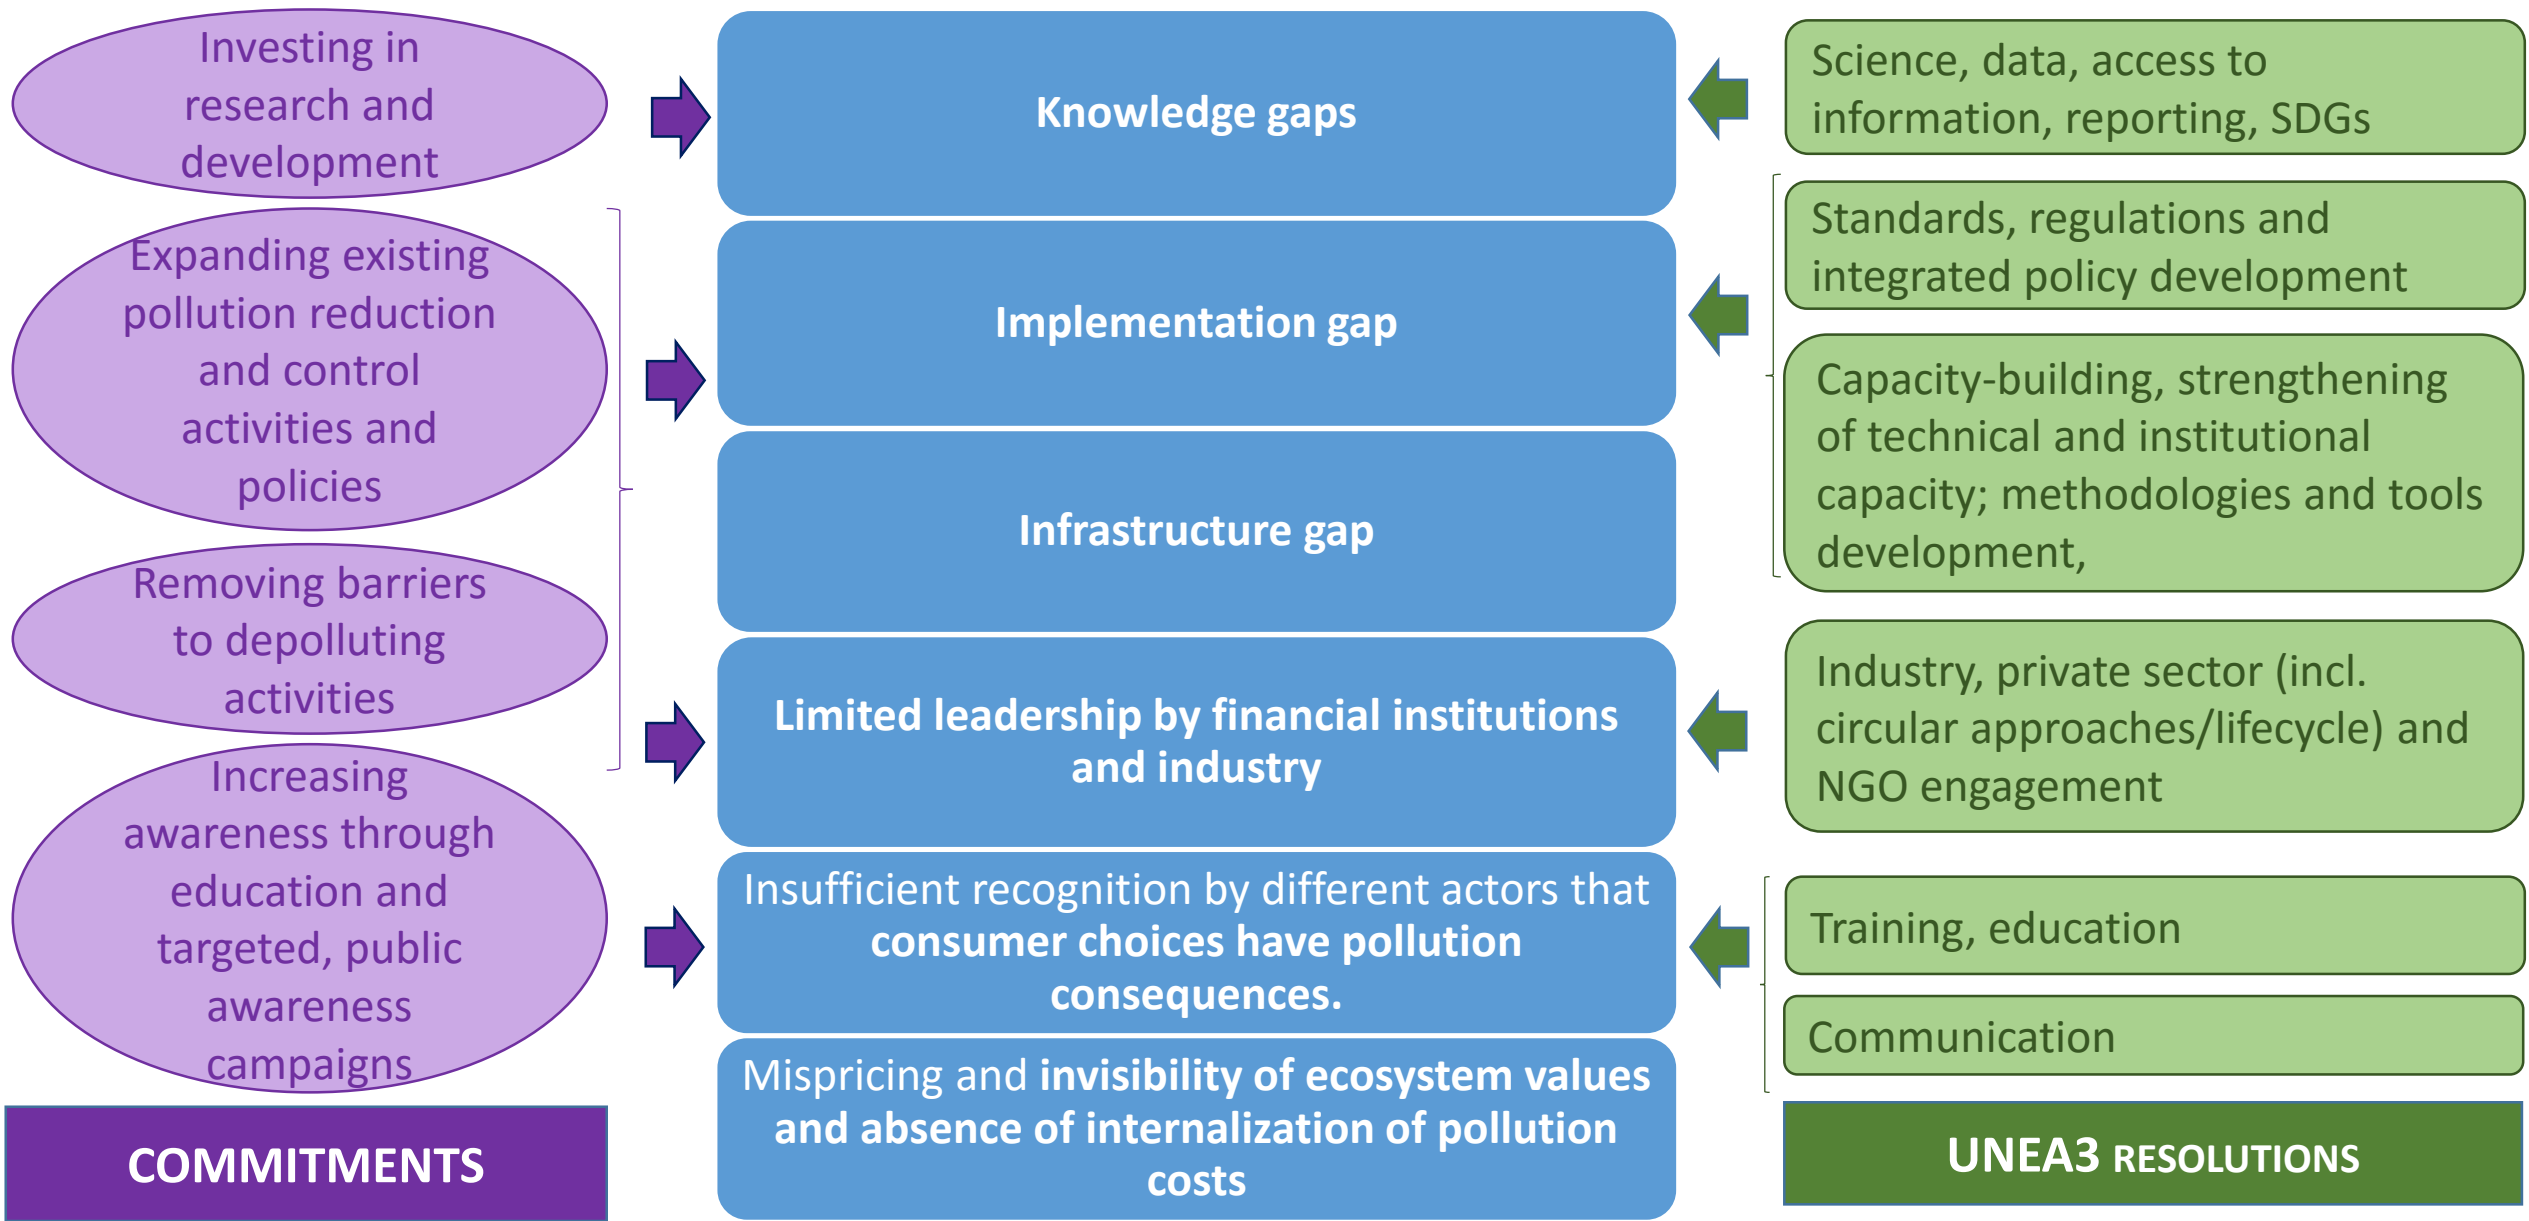 Investing in
research and
development
Expanding existing
pollution reduction
and control
activities and
policies
Removing barriers
to depolluting
activities
Increasing
awareness through
education and
targeted, public
awareness
campaigns
COMMITMENTS
Knowledge gaps
Implementation gap
Infrastructure gap
Limited leadership by financial institutions
and industry
Insufficient recognition by different actors that
consumer choices have pollution
consequences.
Mispricing and invisibility of ecosystem values
and absence of internalization of pollution
costs
Science, data, access to
information, reporting, SDGs
Standards, regulations and
integrated policy development
Capacity-building, strengthening
of technical and institutional
capacity; methodologies and tools
development,
Industry, private sector (incl.
circular approaches/lifecycle) and
NGO engagement
Training, education
Communication
UNEA3 RESOLUTIONS